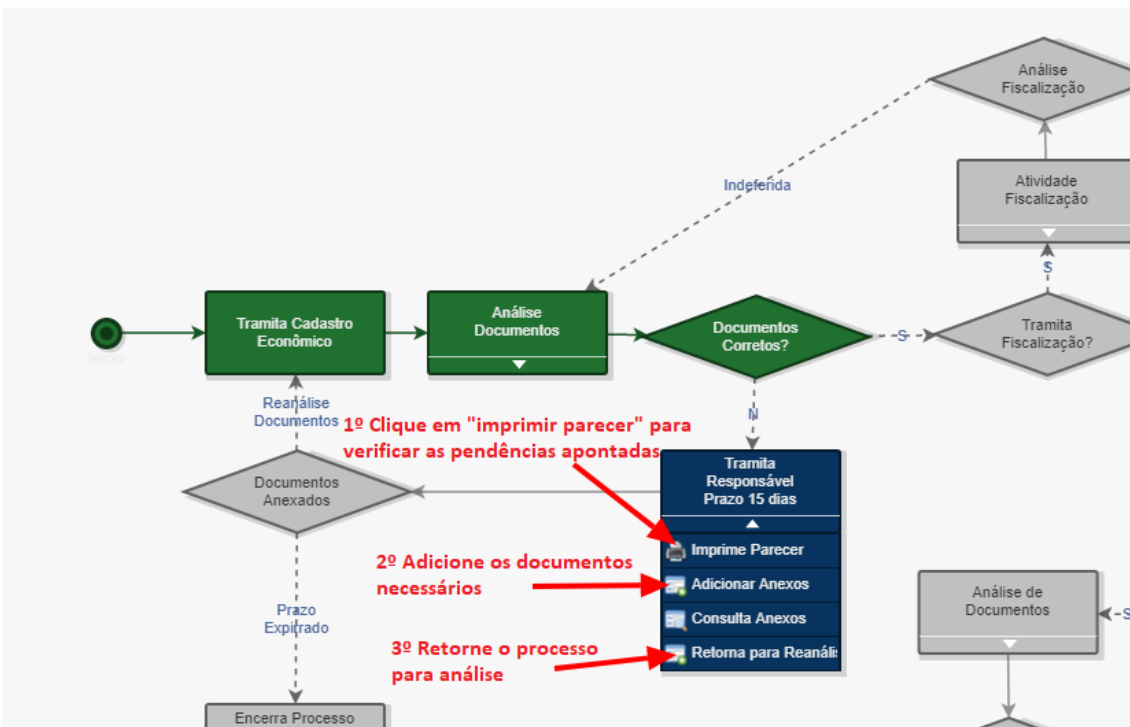 Análise
Fiscalização
Indeferida
Atividade
Fiscalização
S
Início
Tramita Cadastro
Econômico
Análise
Documentos
Documentos
Corretos?
S
Tramita
Fiscalização?
Reanálise
Documentos
1º Clique em "imprimir parecer" para
verificar as pendências apontadas
N
Documentos
Anexados
Tramita
Responsável
Prazo 15 dias
Imprime Parecer
2º Adicione os documentos
necessários
Adicionar Anexos
Consulta Anexos
3º Retorne o processo
para análise
Retorna para Reanális
Prazo
Expirrado
Análise de
Documentos
S
Encerra Processo